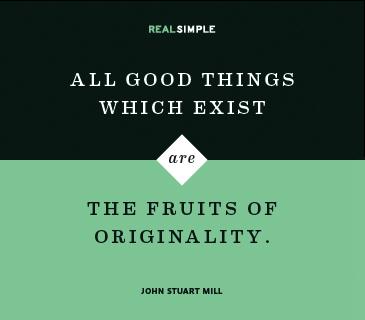 REALSIMPLE
ALL GOOD THINGS
WHICH EXIST
are
THE FRUITS OF
ORIGINALITY.
JOHN STUART MILL